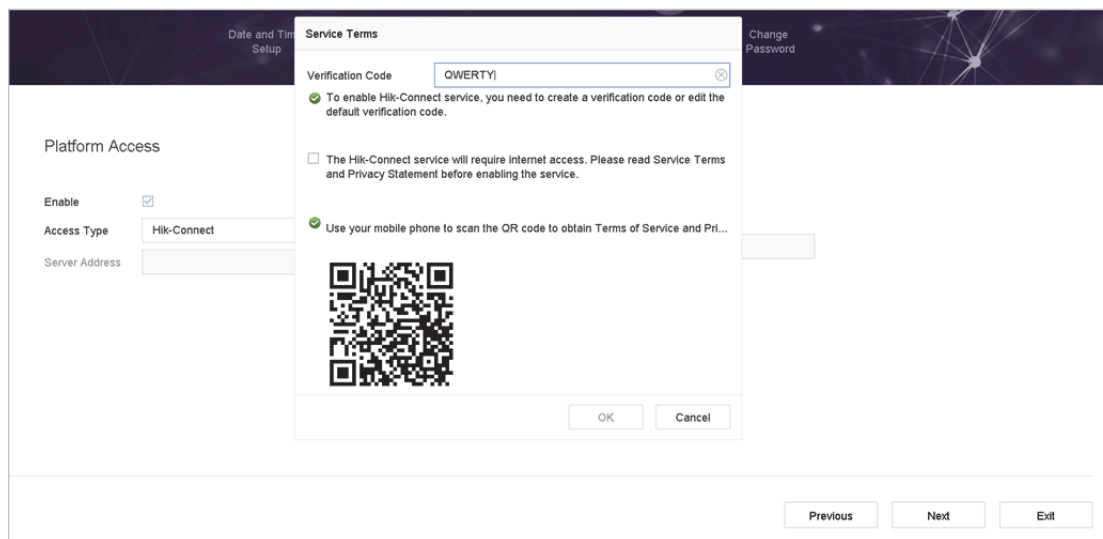 Date and Tim
Setup
Service Terms
Change
Password
Verification Code
QWERTY
To enable Hik-Connect service, you need to create a verification code or edit the
default verification code.
Platform Access
The Hik-Connect service will require internet access. Please read Service Terms
and Privacy Statement before enabling the service.
Enable
Access Type
Hik-Connect
Use your mobile phone to scan the QR code to obtain Terms of Service and Pri...
Server Address
OK
Cancel
Previous
Next
Exit